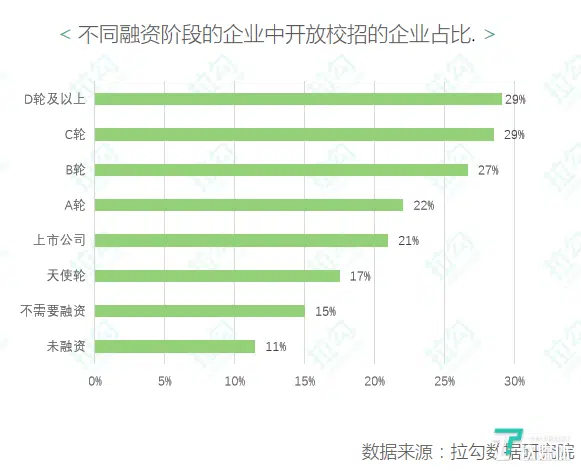 < 不同融资阶段的企业中开放校招的企业占比. >
D轮及以上 29%
C轮 29%
B轮 27%
A轮 22%
上市公司 21%
天使轮 17%
不需要融资 15%
未融资 11%
0% 5% 10% 15% 20% 25% 30%
数据来源：拉勾数据研究院